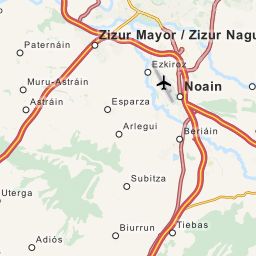 Zizur Mayor / Zizur Nagu
Paternáin
Ezkiroz
Muru-Astráin
Noain
Astráin
Esparza
Arlegui
Beriáin
Subitza
Uterga
Biurrun
Tiebas
Adiós